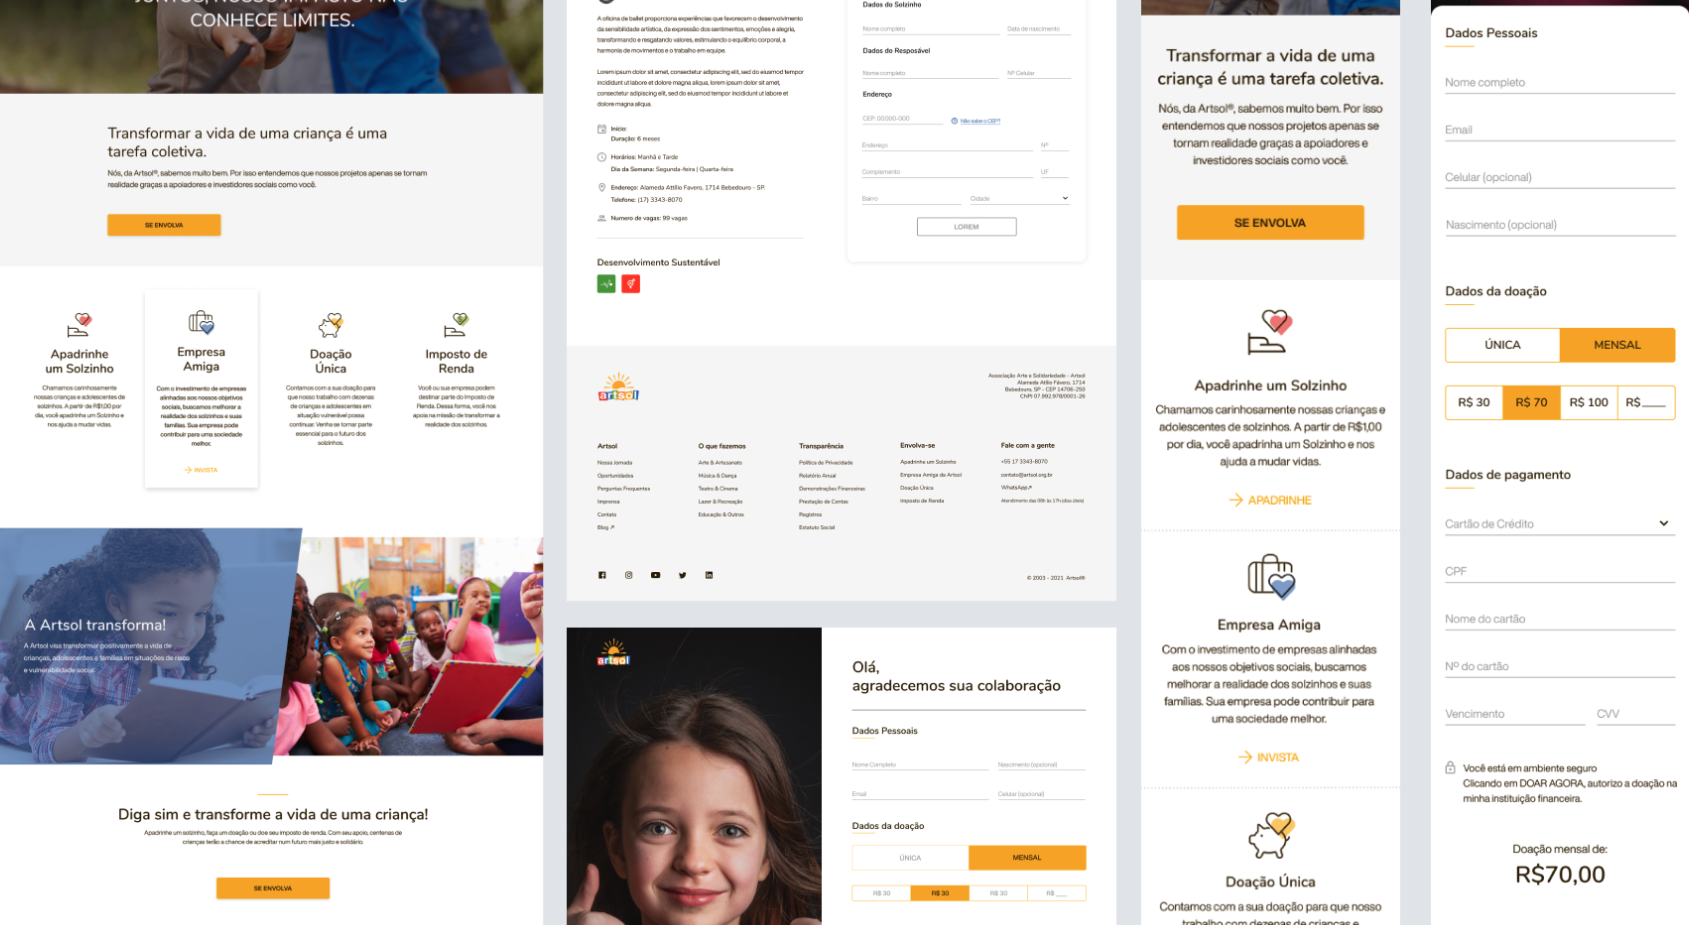 JUNTOS, NOSSO IMPACTO NÃO
CONHECE LIMITES.
Transformar a vida de uma criança é uma
tarefa coletiva.
Nós, da Artsol®, sabemos muito bem. Por isso entendemos que nossos projetos apenas se tornam
realidade graças a apoiadores e investidores sociais como você.
SE ENVOLVA
Apadrinhe
um Solzinho
Chamamos carinhosamente
nossas crianças e adolescentes
de solzinhos. A partir de R$1,00 por
dia, você apadrinha um Solzinho e
nos ajuda a mudar vidas.
Empresa
Amiga
Com o investimento de empresas
alinhadas aos nossos objetivos
sociais, buscamos melhorar a
realidade dos solzinhos e suas
famílias. Sua empresa pode
contribuir para uma sociedade
melhor.
→ INVISTA
Doação
Única
Contamos com a sua doação para
que nosso trabalho com dezenas
de crianças e adolescentes em
situação vulnerável possa
continuar. Venha se tornar parte
essencial para o futuro dos
solzinhos.
Imposto de
Renda
Você ou sua empresa podem
destinar parte do Imposto de
Renda. Dessa forma, você nos
apoia na missão de transformar a
realidade dos solzinhos.
A Artsol transforma!
A Artsol visa transformar positivamente a vida de
crianças, adolescentes e famílias em situações de risco
e vulnerabilidade social.
Diga sim e transforme a vida de uma criança!
Apadrinhe um solzinho, faça um doação ou doe seu imposto de renda. Com seu apoio, centenas de
crianças terão a chance de acreditar num futuro mais justo e solidário.
SE ENVOLVA
A oficina de ballet proporciona experiências que favorecem o desenvolvimento
da sensibilidade artística, da expressão dos sentimentos, emoções e alegria,
transformando e resgatando valores, estimulando o equilíbrio corporal, a
harmonia de movimentos e o trabalho em equipe.
Lorem ipsum dolor sit amet, consectetur adipiscing elit, sed do eiusmod tempor
incididunt ut labore et dolore magna aliqua, lorem ipsum dolor sit amet,
consectetur adipiscing elit, sed do eiusmod tempor incididunt ut labore et
dolore magna aliqua.
Início:
Duração: 6 meses
Horários: Manhã e Tarde
Dia da Semana: Segunda-feira | Quarta-feira
Endereço: Alameda Attílio Favero, 1714 Bebedouro - SP.
Telefone: (17) 3343-8070
Numero de vagas: 99 vagas
Desenvolvimento Sustentável
Dados do Solzinho
Nome completo
Data de nascimento
Dados do Resposável
Nome completo
Nº Celular
Endereço
CEP: 00000-000
Não sabe o CEP?
Endereço
Nº
Complemento
UF
Bairro
Cidade
LOREM
artsol
Associação Arte e Solidariedade - Artsol
Alameda Atílio Favero, 1714
Bebedouro, SP - CEP 14706-250
CNPJ 07.902.978/0001-26
Artsol
Nossa Jornada
Oportunidades
Perguntas Frequentes
Imprensa
Contato
Blog ↗
O que fazemos
Arte & Artesanato
Música & Dança
Teatro & Cinema
Lazer & Recreação
Educação & Outros
Transparência
Política de Privacidade
Relatório Anual
Demonstrações Financeiras
Prestação de Contas
Registros
Estatuto Social
Envolva-se
Apadrinhe um Solzinho
Empresa Amiga da Artsol
Doação Única
Imposto de Renda
Fale com a gente
+55 17 3343-8070
contato@artsol.org.br
WhatsApp ↗
© 2003 - 2021 Artsol®
artsol
Olá,
agradecemos sua colaboração
Dados Pessoais
Nome Completo
Nascimento (opcional)
Email
Celular (opcional)
Dados da doação
ÚNICA
MENSAL
R$ 30
R$ 30
R$ 30
R$ ___
Transformar a vida de uma
criança é uma tarefa coletiva.
Nós, da Artsol®, sabemos muito bem. Por isso
entendemos que nossos projetos apenas se
tornam realidade graças a apoiadores e
investidores sociais como você.
SE ENVOLVA
Apadrinhe um Solzinho
Chamamos carinhosamente nossas crianças e
adolescentes de solzinhos. A partir de R$1,00
por dia, você apadrinha um Solzinho e nos
ajuda a mudar vidas.
→ APADRINHE
Empresa Amiga
Com o investimento de empresas alinhadas
aos nossos objetivos sociais, buscamos
melhorar a realidade dos solzinhos e suas
famílias. Sua empresa pode contribuir para
uma sociedade melhor.
→ INVISTA
Doação Única
Contamos com a sua doação para que nosso
trabalho com dezenas de crianças e
Dados Pessoais
Nome completo
Email
Celular (opcional)
Nascimento (opcional)
Dados da doação
ÚNICA
MENSAL
R$ 30
R$ 70
R$ 100
R$____
Dados de pagamento
Cartão de Crédito
CPF
Nome do cartão
Nº do cartão
Vencimento
CVV
Você está em ambiente seguro
Clicando em DOAR AGORA, autorizo a doação na
minha instituição financeira.
Doação mensal de:
R$70,00